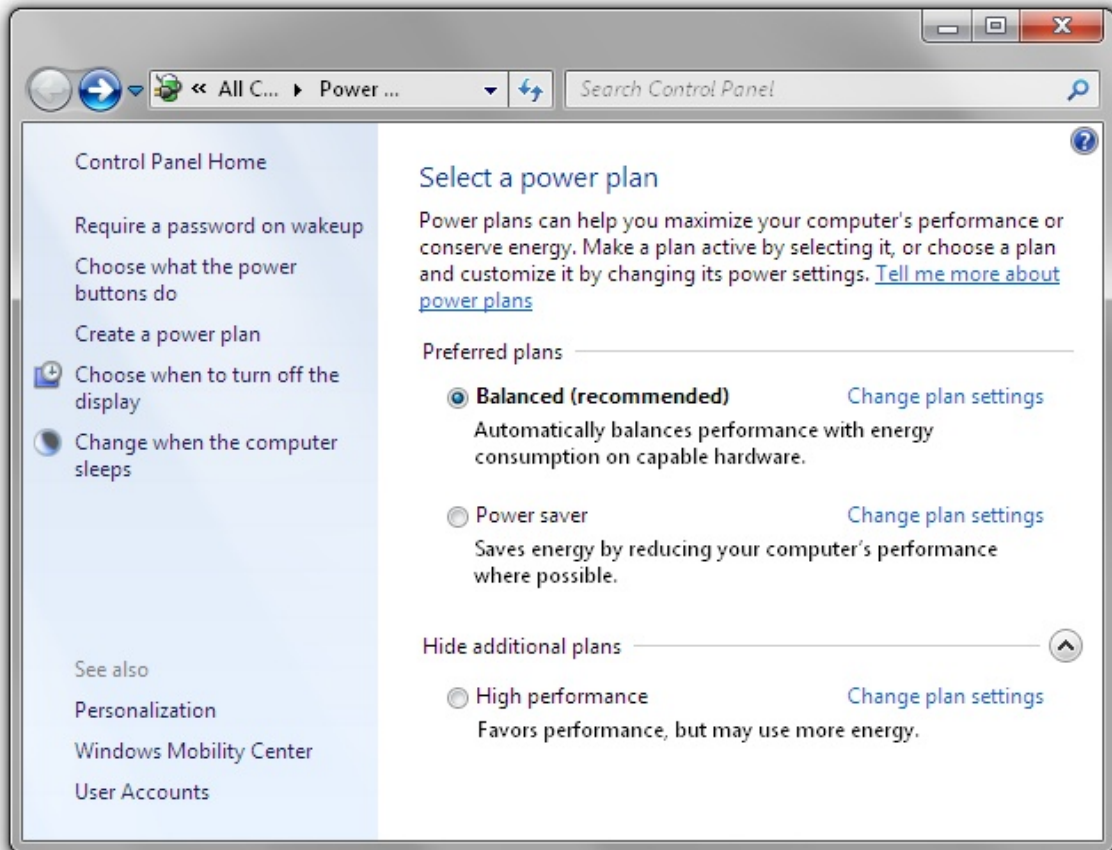 « All C... ▸ Power ...
Search Control Panel
Control Panel Home
Require a password on wakeup
Choose what the power
buttons do
Create a power plan
Choose when to turn off the
display
Change when the computer
sleeps
See also
Personalization
Windows Mobility Center
User Accounts
Select a power plan
Power plans can help you maximize your computer's performance or
conserve energy. Make a plan active by selecting it, or choose a plan
and customize it by changing its power settings. Tell me more about
power plans
Preferred plans
Balanced (recommended) Change plan settings
Automatically balances performance with energy
consumption on capable hardware.
Power saver Change plan settings
Saves energy by reducing your computer's performance
where possible.
Hide additional plans
High performance Change plan settings
Favors performance, but may use more energy.